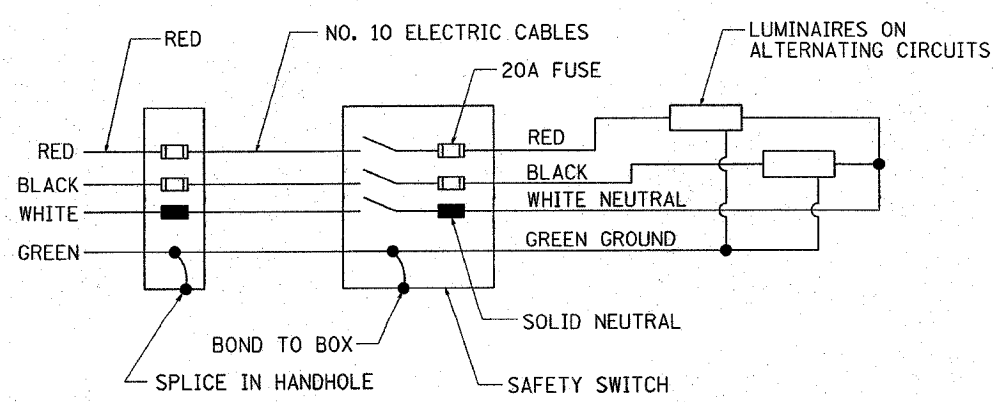 RED
NO. 10 ELECTRIC CABLES
LUMINAIRES ON
ALTERNATING CIRCUITS
20A FUSE
RED
RED
BLACK
BLACK
WHITE
WHITE NEUTRAL
GREEN
GREEN GROUND
SOLID NEUTRAL
BOND TO BOX
SPLICE IN HANDHOLE
SAFETY SWITCH